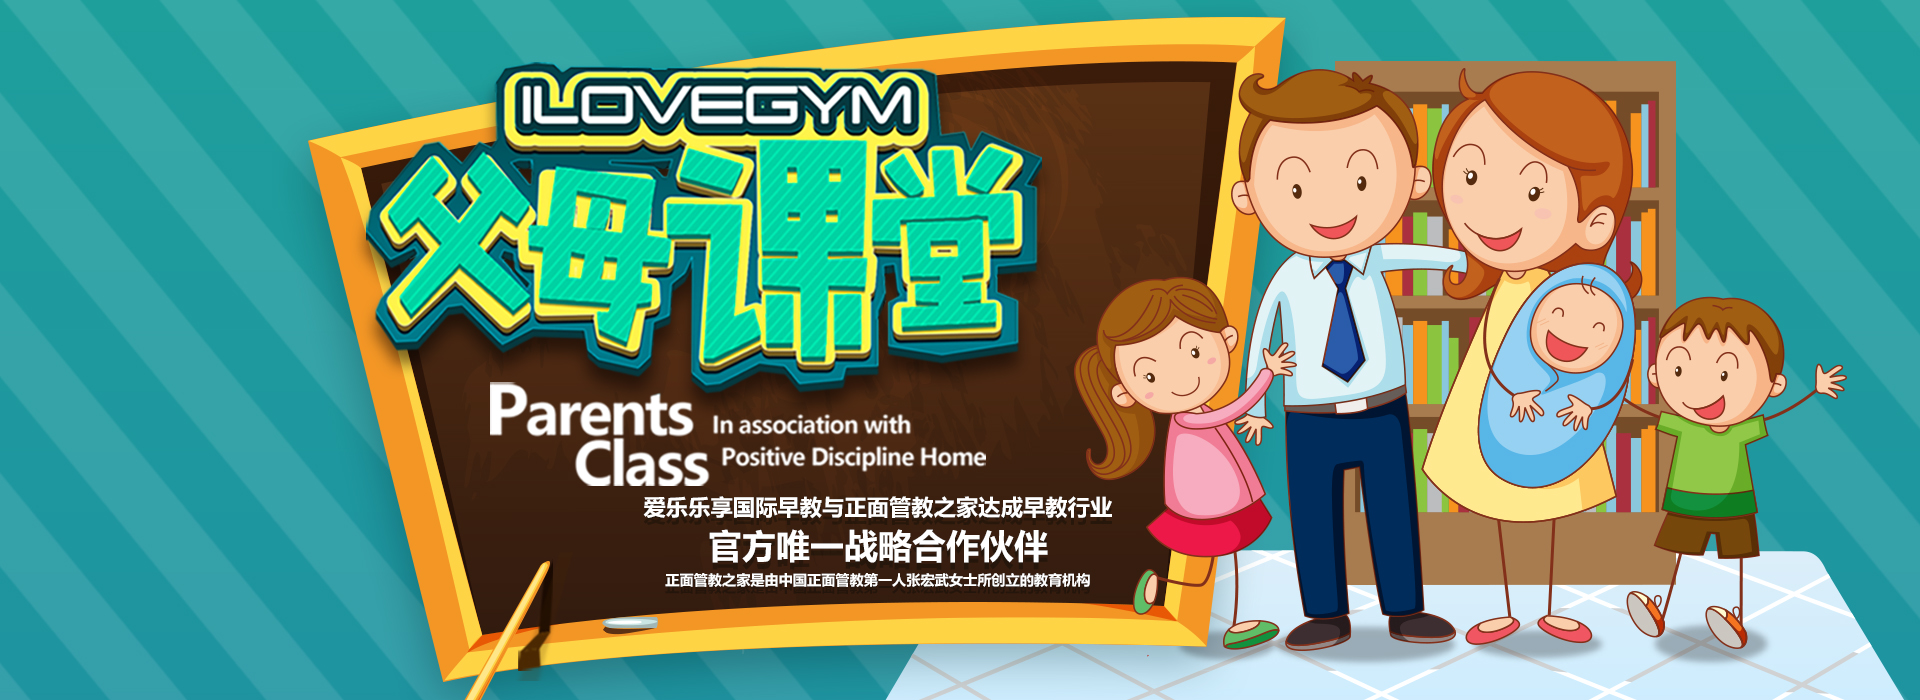 ILOVEGYM
父母课堂
Parents
Class
In association with
Positive Discipline Home
爱乐乐享国际早教与正面管教之家达成早教行业
官方唯一战略合作伙伴
正面管教之家是由中国正面管教第一人张宏武女士所创立的教育机构